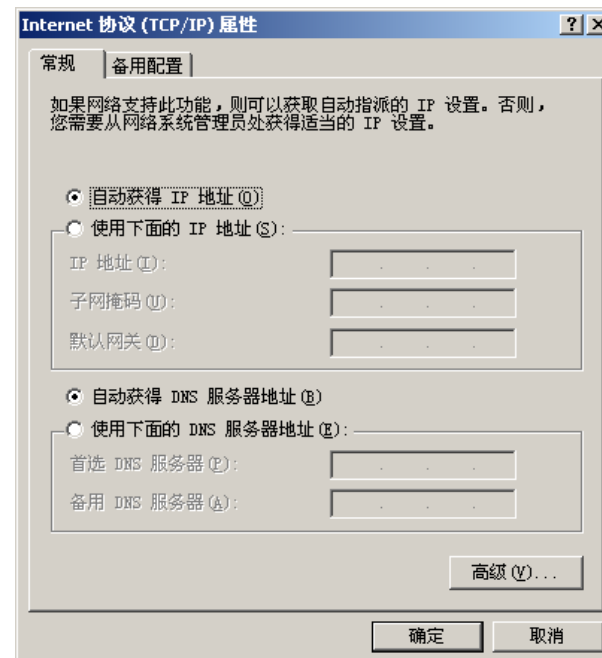 Internet 协议 (TCP/IP) 属性
常规 备用配置
如果网络支持此功能，则可以获取自动指派的 IP 设置。否则，
您需要从网络系统管理员处获得适当的 IP 设置。
自动获得 IP 地址(O)
使用下面的 IP 地址(S):
IP 地址(I):
子网掩码(U):
默认网关(D):
自动获得 DNS 服务器地址(B)
使用下面的 DNS 服务器地址(E):
首选 DNS 服务器(P):
备用 DNS 服务器(A):
高级(V)...
确定 取消